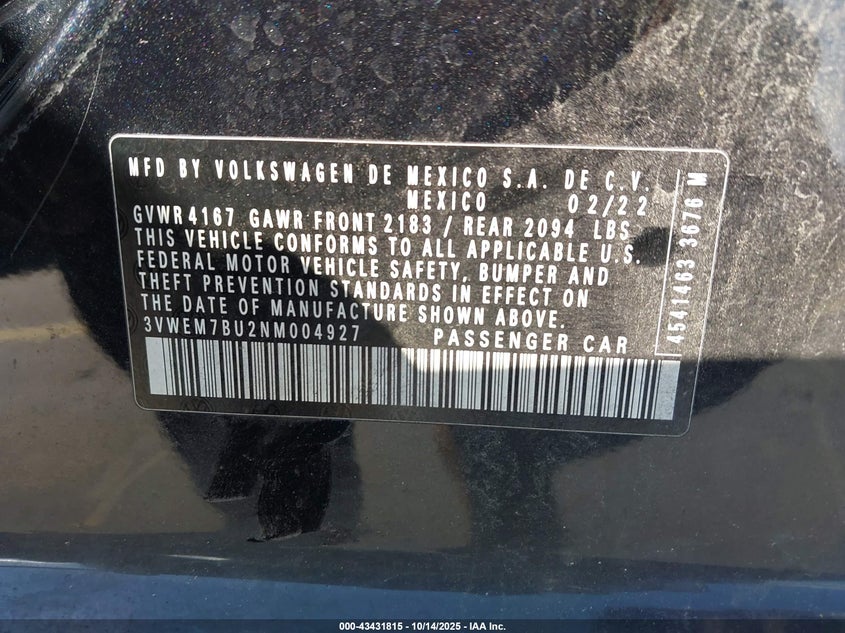 MFD BY VOLKSWAGEN DE MEXICO S.A. DE C.V.
MEXICO 02/22
GVWR 4167 GAWR FRONT 2183 / REAR 2094 LBS
THIS VEHICLE CONFORMS TO ALL APPLICABLE U.S.
FEDERAL MOTOR VEHICLE SAFETY, BUMPER AND
THEFT PREVENTION STANDARDS IN EFFECT ON
THE DATE OF MANUFACTURE SHOWN ABOVE.
3VWEM7BU2NM004927 PASSENGER CAR
4541463 3676 M
000-43431815 - 10/14/2025 - IAA Inc.